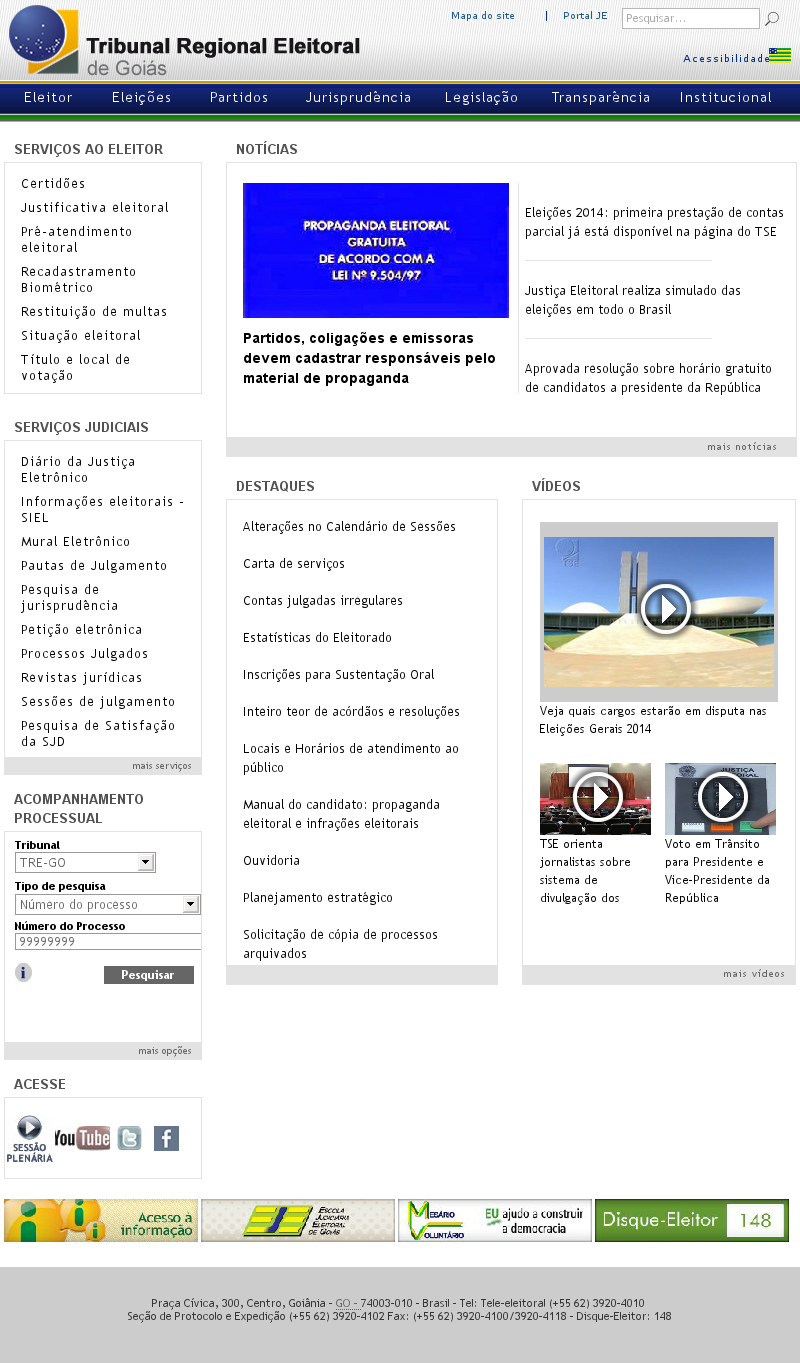 Mapa do site | Portal JE
Pesquisar...
Tribunal Regional Eleitoral
de Goiás
Acessibilidade
Eleitor Eleições Partidos Jurisprudência Legislação Transparência Institucional
SERVIÇOS AO ELEITOR
Certidões
Justificativa eleitoral
Pré-atendimento
eleitoral
Recadastramento
Biométrico
Restituição de multas
Situação eleitoral
Título e local de
votação
SERVIÇOS JUDICIAIS
Diário da Justiça
Eletrônico
Informações eleitorais -
SIEL
Mural Eletrônico
Pautas de Julgamento
Pesquisa de
jurisprudência
Petição eletrônica
Processos Julgados
Revistas jurídicas
Sessões de julgamento
Pesquisa de Satisfação
da SJD
mais serviços
ACOMPANHAMENTO
PROCESSUAL
Tribunal
TRE-GO
Tipo de pesquisa
Número do processo
Número do Processo
99999999
Pesquisar
mais opções
ACESSE
SESSÃO
PLENÁRIA
YouTube
NOTÍCIAS
PROPAGANDA ELEITORAL
GRATUITA
DE ACORDO COM A
LEI Nº 9.504/97
Partidos, coligações e emissoras
devem cadastrar responsáveis pelo
material de propaganda
Eleições 2014: primeira prestação de contas
parcial já está disponível na página do TSE
Justiça Eleitoral realiza simulado das
eleições em todo o Brasil
Aprovada resolução sobre horário gratuito
de candidatos a presidente da República
mais notícias
DESTAQUES
Alterações no Calendário de Sessões
Carta de serviços
Contas julgadas irregulares
Estatísticas do Eleitorado
Inscrições para Sustentação Oral
Inteiro teor de acórdãos e resoluções
Locais e Horários de atendimento ao
público
Manual do candidato: propaganda
eleitoral e infrações eleitorais
Ouvidoria
Planejamento estratégico
Solicitação de cópia de processos
arquivados
VÍDEOS
TSE
Veja quais cargos estarão em disputa nas
Eleições Gerais 2014
TSE orienta
jornalistas sobre
sistema de
divulgação dos
JUSTIÇA
Voto em Trânsito
para Presidente e
Vice-Presidente da
República
mais vídeos
Acesso à
informação
ESCOLA
JUDICIÁRIA
ELEITORAL
DE GOIÁS
MESÁRIO
VOLUNTÁRIO
EU ajudo a construir
a democracia
Disque-Eleitor 148
Praça Cívica, 300, Centro, Goiânia - GO - 74003-010 - Brasil - Tel: Tele-eleitoral (+55 62) 3920-4010
Seção de Protocolo e Expedição (+55 62) 3920-4102 Fax: (+55 62) 3920-4100/3920-4118 - Disque-Eleitor: 148